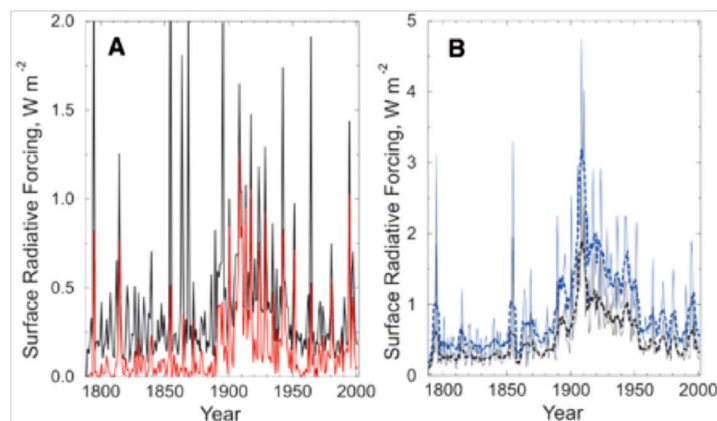 A
Surface Radiative Forcing, W m⁻²
2.0
1.5
1.0
0.5
0.0
1800 1850 1900 1950 2000
Year
B
Surface Radiative Forcing, W m⁻²
5
4
3
2
1
0
1800 1850 1900 1950 2000
Year